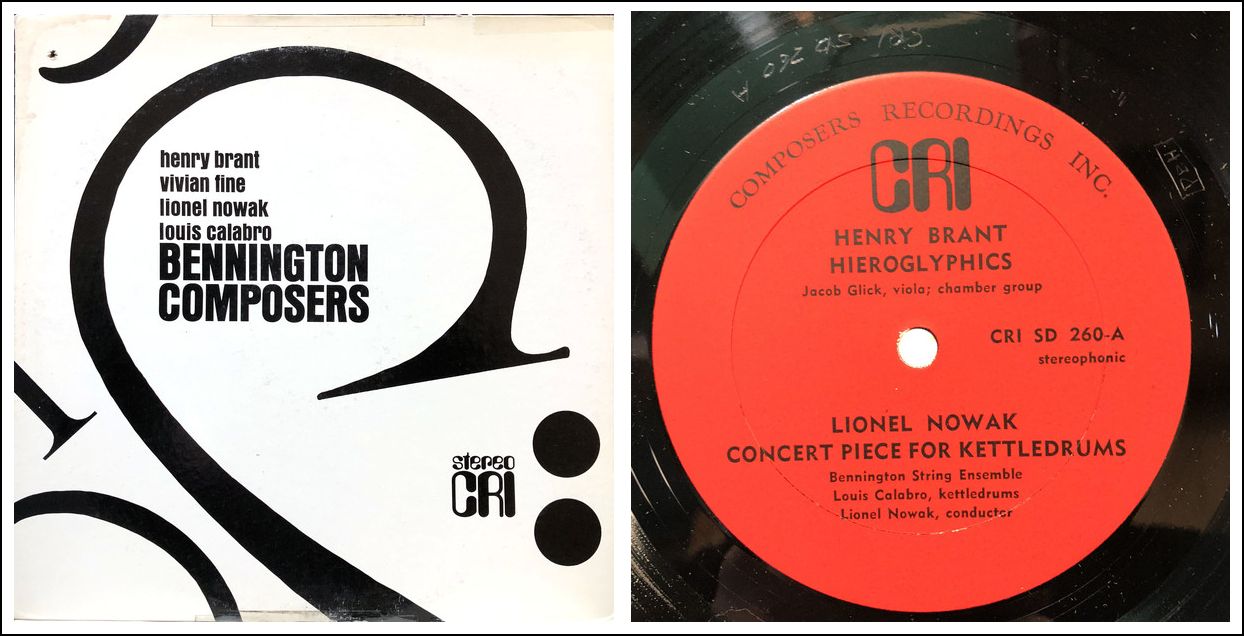 henry brant
vivian fine
lionel nowak
louis calabro
BENNINGTON
COMPOSERS
stereo
CRI
COMPOSERS RECORDINGS INC.
CRI
HENRY BRANT
HIEROGLYPHICS
Jacob Glick, viola; chamber group
CRI SD 260-A
stereophonic
LIONEL NOWAK
CONCERT PIECE FOR KETTLEDRUMS
Bennington String Ensemble
Louis Calabro, kettledrums
Lionel Nowak, conductor